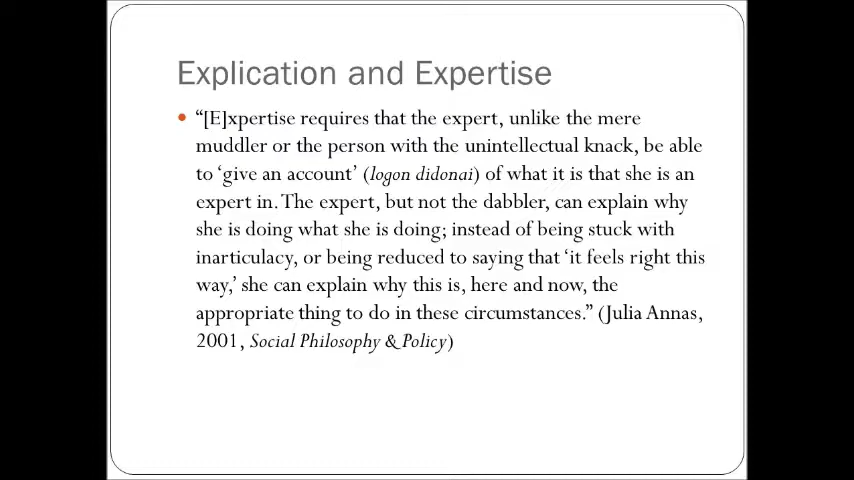 Explication and Expertise
• “[E]xpertise requires that the expert, unlike the mere
muddler or the person with the unintellectual knack, be able
to ‘give an account’ (logon didonai) of what it is that she is an
expert in. The expert, but not the dabbler, can explain why
she is doing what she is doing; instead of being stuck with
inarticulacy, or being reduced to saying that ‘it feels right this
way,’ she can explain why this is, here and now, the
appropriate thing to do in these circumstances.” (Julia Annas,
2001, Social Philosophy & Policy)